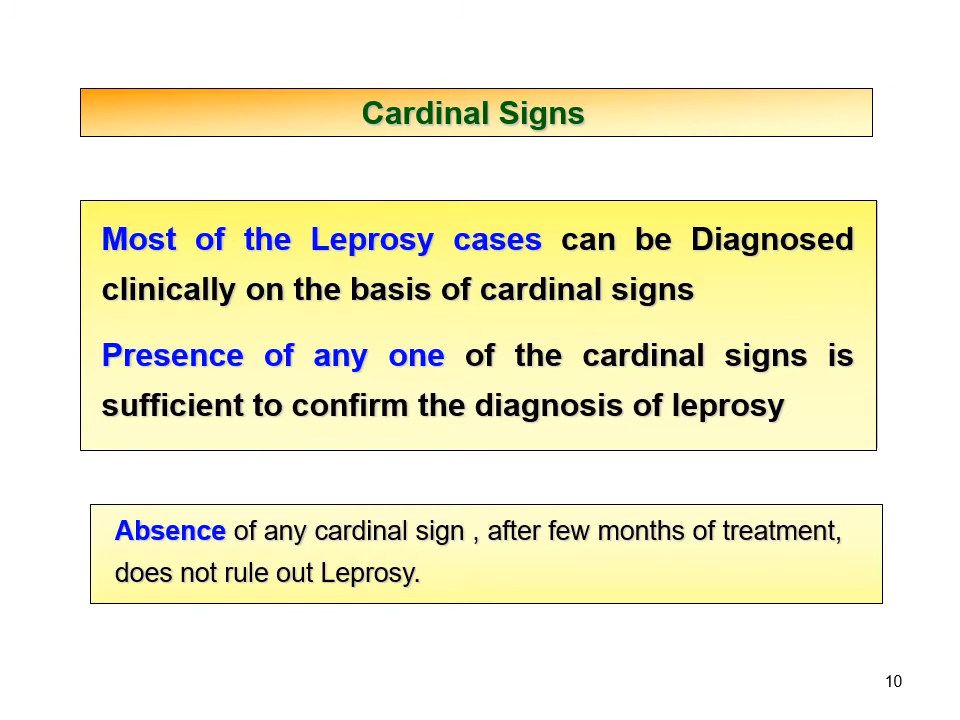 Cardinal Signs
Most of the Leprosy cases can be Diagnosed
clinically on the basis of cardinal signs
Presence of any one of the cardinal signs is
sufficient to confirm the diagnosis of leprosy
Absence of any cardinal sign , after few months of treatment,
does not rule out Leprosy.
10